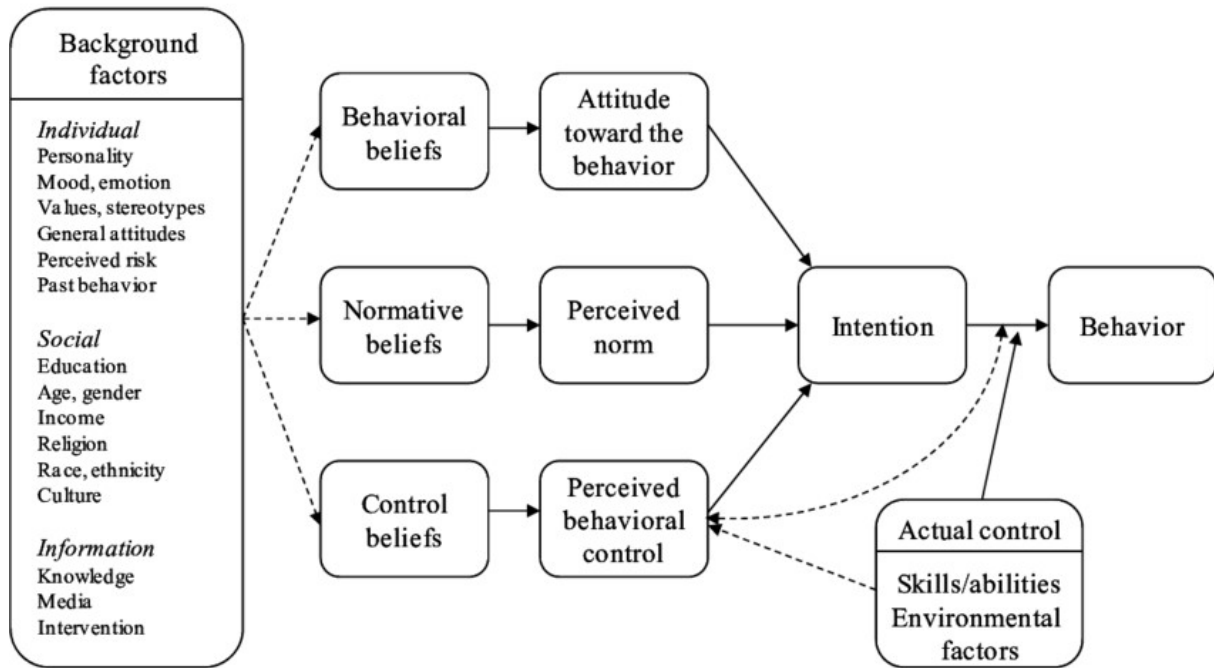 Background
factors
Individual
Personality
Mood, emotion
Values, stereotypes
General attitudes
Perceived risk
Past behavior
Social
Education
Age, gender
Income
Religion
Race, ethnicity
Culture
Information
Knowledge
Media
Intervention
Behavioral
beliefs
Attitude
toward the
behavior
Normative
beliefs
Perceived
norm
Control
beliefs
Perceived
behavioral
control
Intention
Behavior
Actual control
Skills/abilities
Environmental
factors